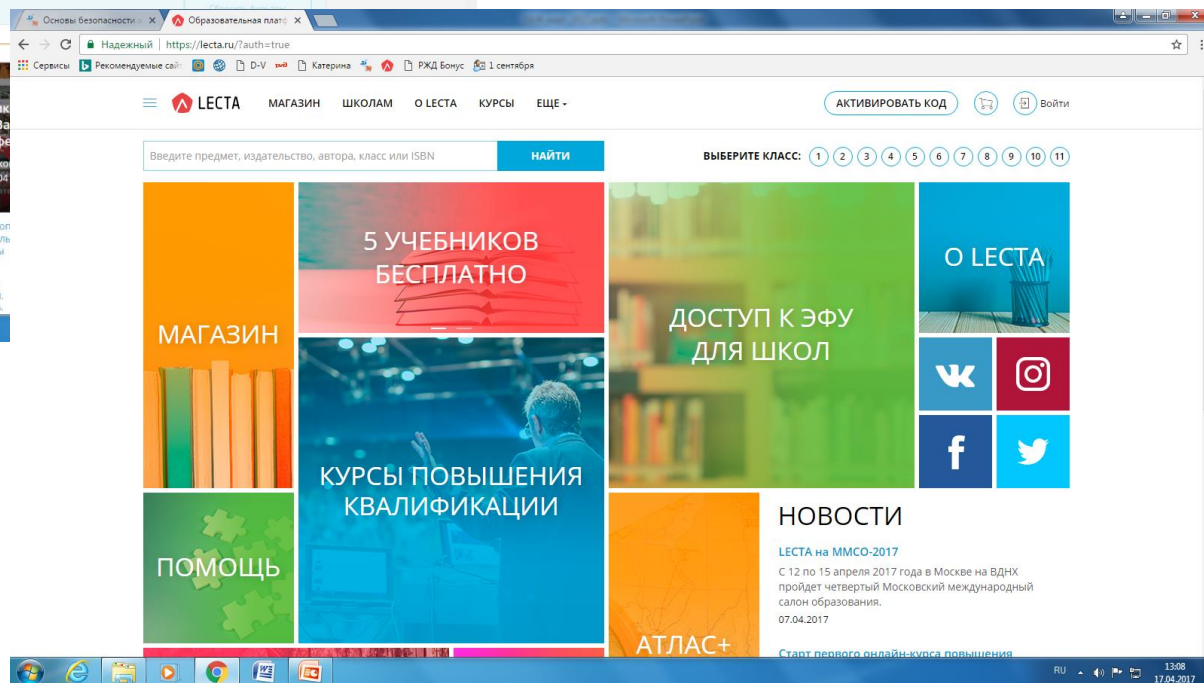 Основы безопасности
Образовательная платф
Надежный https://lecta.ru/?auth=true
Сервисы Рекомендуемые сай D-V Катерина РЖД Бонус 1 сентября
LECTA МАГАЗИН ШКОЛАМ О LECTA КУРСЫ ЕЩЕ АКТИВИРОВАТЬ КОД Войти
Введите предмет, издательство, автора, класс или ISBN НАЙТИ ВЫБЕРИТЕ КЛАСС: 1 2 3 4 5 6 7 8 9 10 11
МАГАЗИН
5 УЧЕБНИКОВ
БЕСПЛАТНО
ДОСТУП К ЭФУ
ДЛЯ ШКОЛ
О LECTA
КУРСЫ ПОВЫШЕНИЯ
КВАЛИФИКАЦИИ
ПОМОЩЬ
АТЛАС+
НОВОСТИ
LECTA на ММСО-2017
С 12 по 15 апреля 2017 года в Москве на ВДНХ
пройдет четвертый Московский международный
салон образования.
07.04.2017
Старт первого онлайн-курса повышения
RU 13:08
17.04.2017